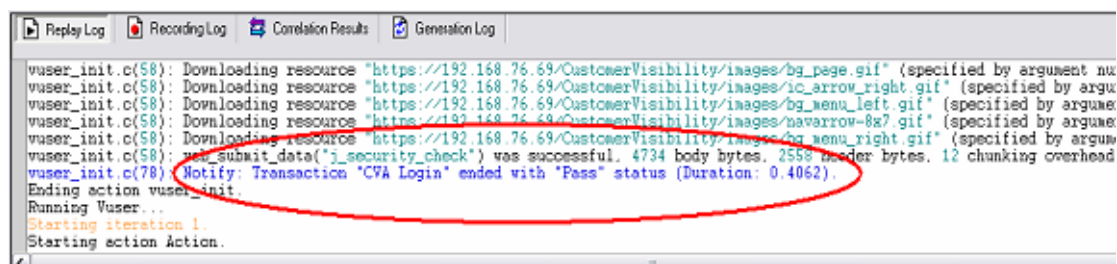 Replay Log Recording Log Correlation Results Generation Log
vuser_init.c(58): Downloading resource "https://192.168.76.69/CustomerVisibility/images/bg_page.gif" (specified by argument nu
vuser_init.c(58): Downloading resource "https://192.168.76.69/CustomerVisibility/images/ic_arrow_right.gif" (specified by argu
vuser_init.c(58): Downloading resource "https://192.168.76.69/CustomerVisibility/images/bg_menu_left.gif" (specified by argume
vuser_init.c(58): Downloading resource "https://192.168.76.69/CustomerVisibility/images/navarrow-8x7.gif" (specified by argume
vuser_init.c(58): Downloading resource "https://192.168.76.69/CustomerVisibility/images/bg_menu_right.gif" (specified by argum
vuser_init.c(58): web_submit_data("j_security_check") was successful, 4734 body bytes, 2558 header bytes, 12 chunking overhead
vuser_init.c(78): Notify: Transaction "CVA Login" ended with "Pass" status (Duration: 0.4062).
Ending action vuser_init.
Running Vuser...
Starting iteration 1.
Starting action Action.